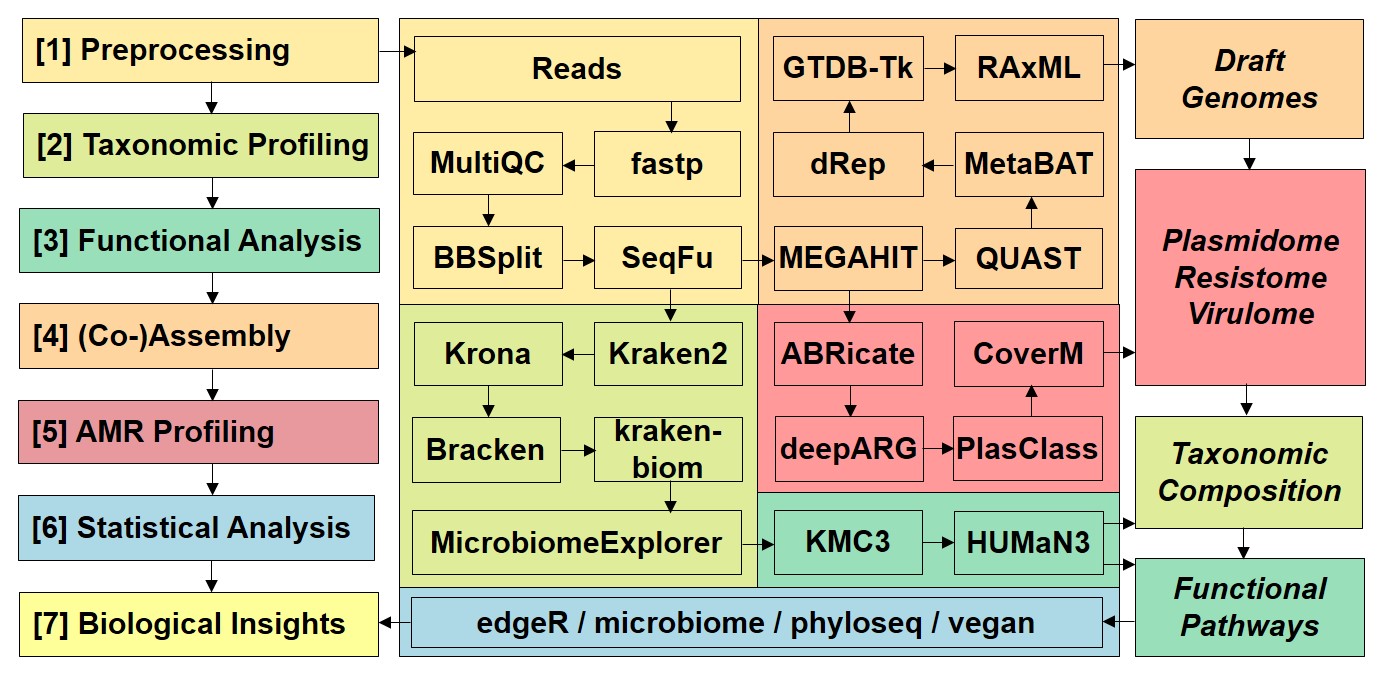 [1] Preprocessing
[2] Taxonomic Profiling
[3] Functional Analysis
[4] (Co-)Assembly
[5] AMR Profiling
[6] Statistical Analysis
[7] Biological Insights
Reads
MultiQC
fastp
BBSplit
SeqFu
Krona
Kraken2
Bracken
kraken-
biom
MicrobiomeExplorer
GTDB-Tk
RAxML
dRep
MetaBAT
MEGAHIT
QUAST
ABRicate
CoverM
deepARG
PlasClass
KMC3
HUMaN3
edgeR / microbiome / phyloseq / vegan
Draft
Genomes
Plasmidome
Resistome
Virulome
Taxonomic
Composition
Functional
Pathways